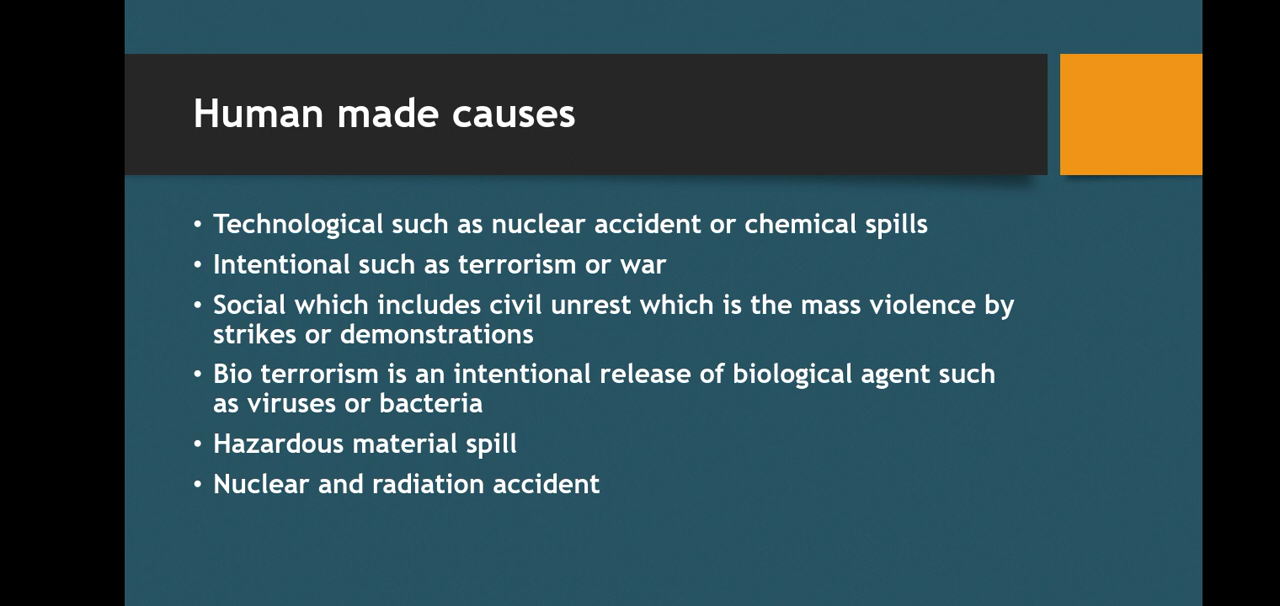 Human made causes
• Technological such as nuclear accident or chemical spills
• Intentional such as terrorism or war
• Social which includes civil unrest which is the mass violence by
strikes or demonstrations
• Bio terrorism is an intentional release of biological agent such
as viruses or bacteria
• Hazardous material spill
• Nuclear and radiation accident